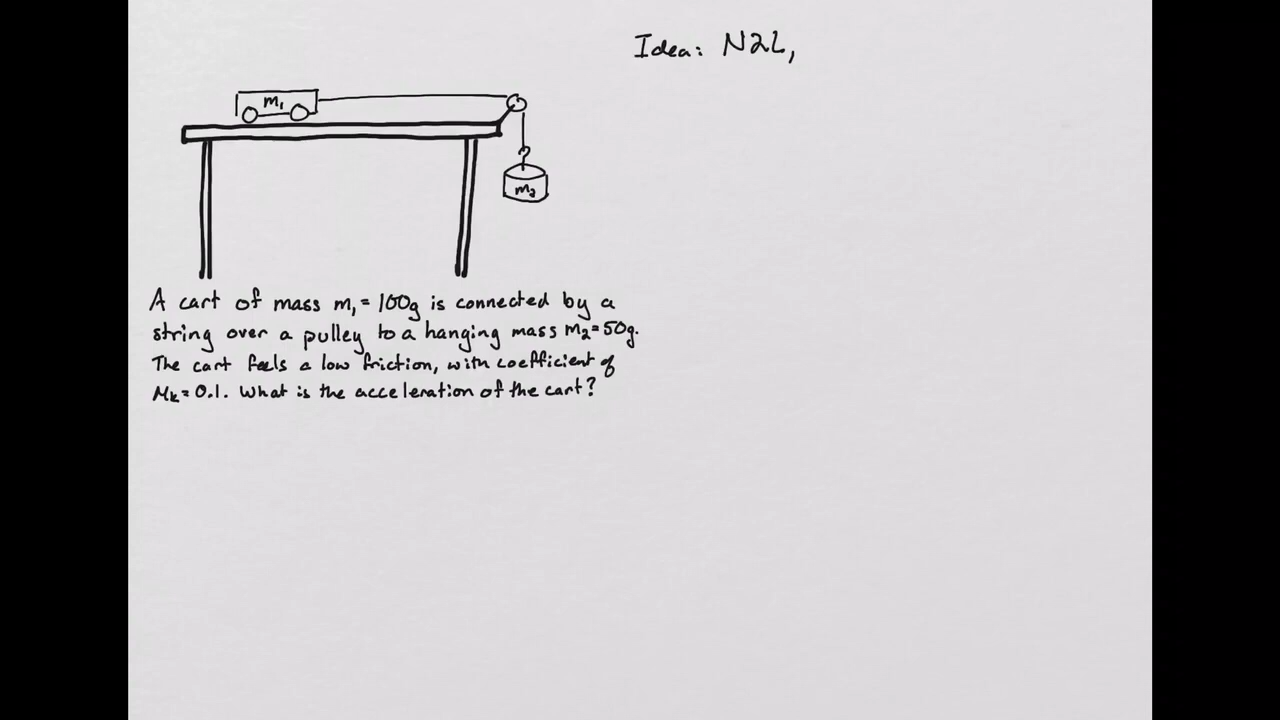 Idea: N2L,
m₁
m₂
A cart of mass m₁ = 100g is connected by a
string over a pulley to a hanging mass m₂=50g.
The cart feels a low friction, with coefficient of
μₖ=0.1. What is the acceleration of the cart?